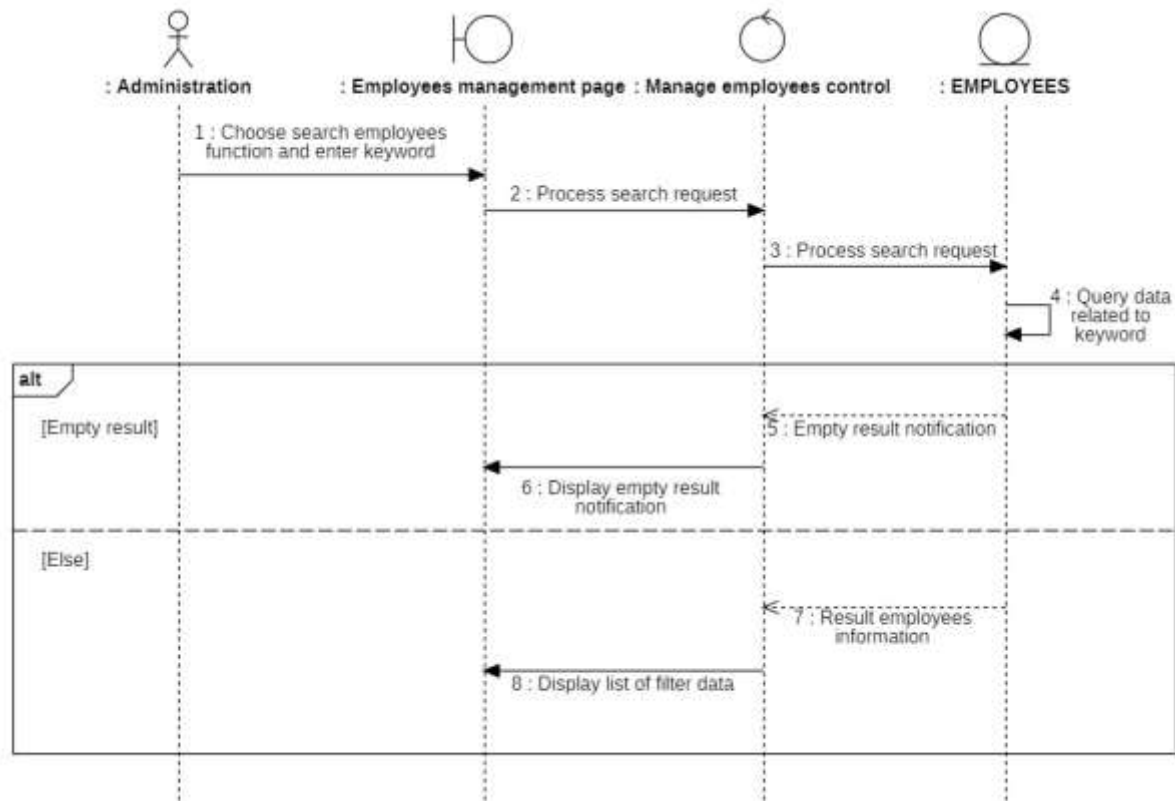 : Administration
: Employees management page
: Manage employees control
: EMPLOYEES
1 : Choose search employees
function and enter keyword
2 : Process search request
3 : Process search request
4 : Query data
related to
keyword
alt
[Empty result]
5 : Empty result notification
6 : Display empty result
notification
[Else]
7 : Result employees
information
8 : Display list of filter data